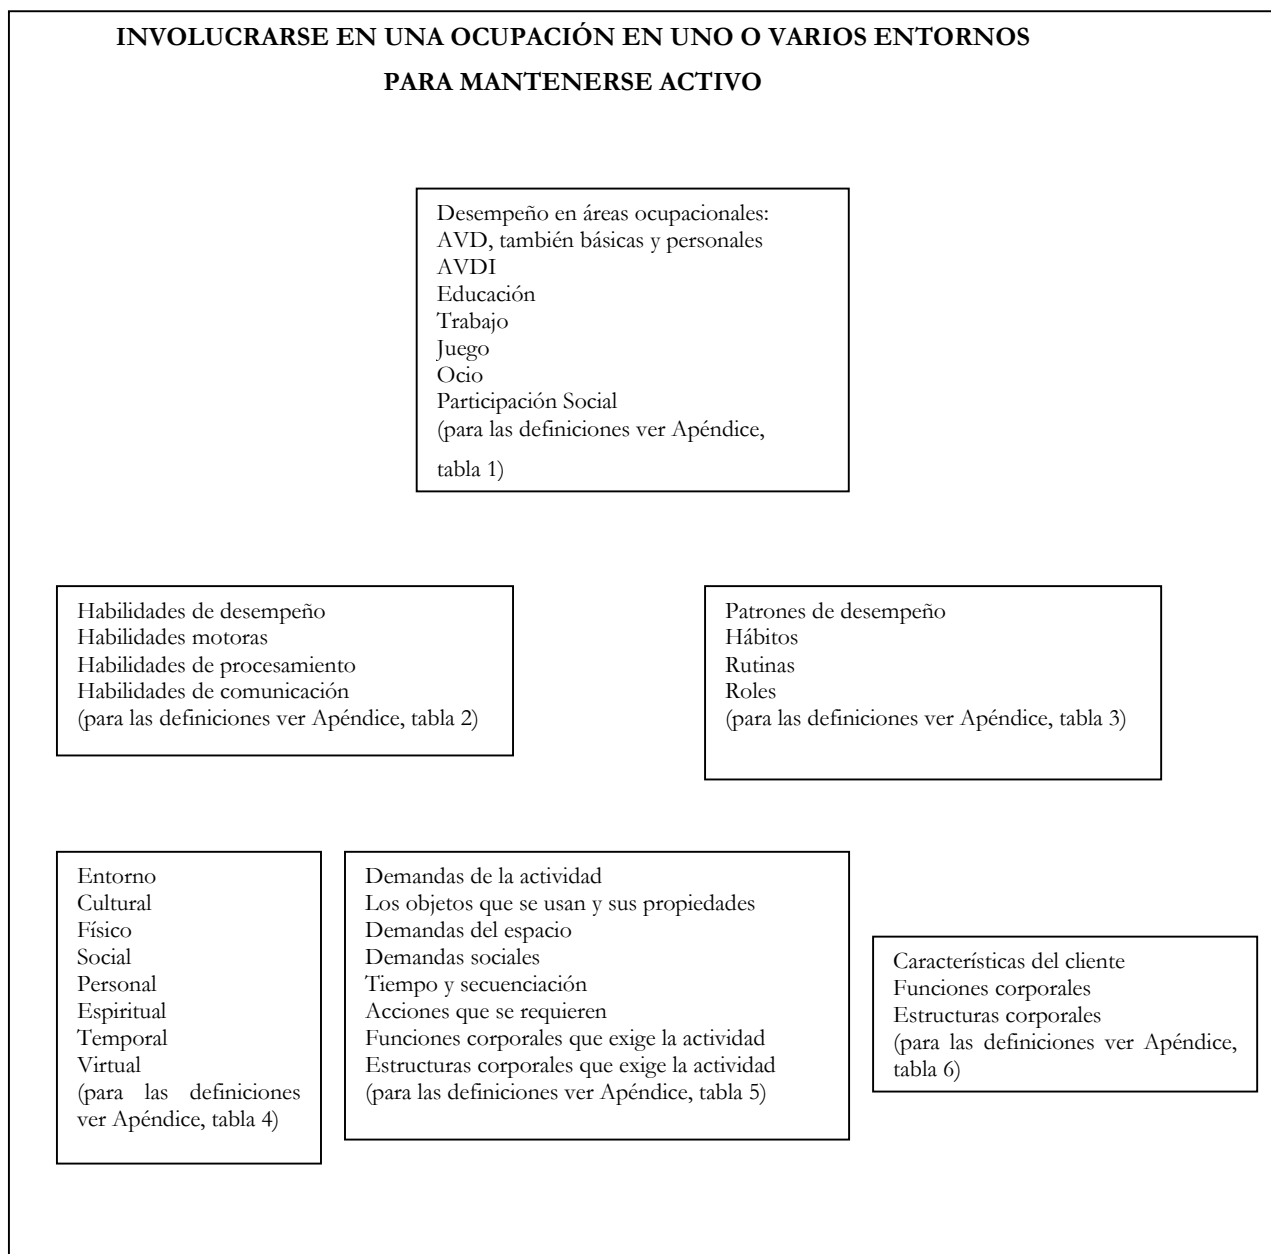 INVOLUCRARSE EN UNA OCUPACIÓN EN UNO O VARIOS ENTORNOS
PARA MANTENERSE ACTIVO
Desempeño en áreas ocupacionales:
AVD, también básicas y personales
AVDI
Educación
Trabajo
Juego
Ocio
Participación Social
(para las definiciones ver Apéndice,
tabla 1)
Habilidades de desempeño
Habilidades motoras
Habilidades de procesamiento
Habilidades de comunicación
(para las definiciones ver Apéndice, tabla 2)
Patrones de desempeño
Hábitos
Rutinas
Roles
(para las definiciones ver Apéndice, tabla 3)
Entorno
Cultural
Físico
Social
Personal
Espiritual
Temporal
Virtual
(para las definiciones
ver Apéndice, tabla 4)
Demandas de la actividad
Los objetos que se usan y sus propiedades
Demandas del espacio
Demandas sociales
Tiempo y secuenciación
Acciones que se requieren
Funciones corporales que exige la actividad
Estructuras corporales que exige la actividad
(para las definiciones ver Apéndice, tabla 5)
Características del cliente
Funciones corporales
Estructuras corporales
(para las definiciones ver Apéndice,
tabla 6)